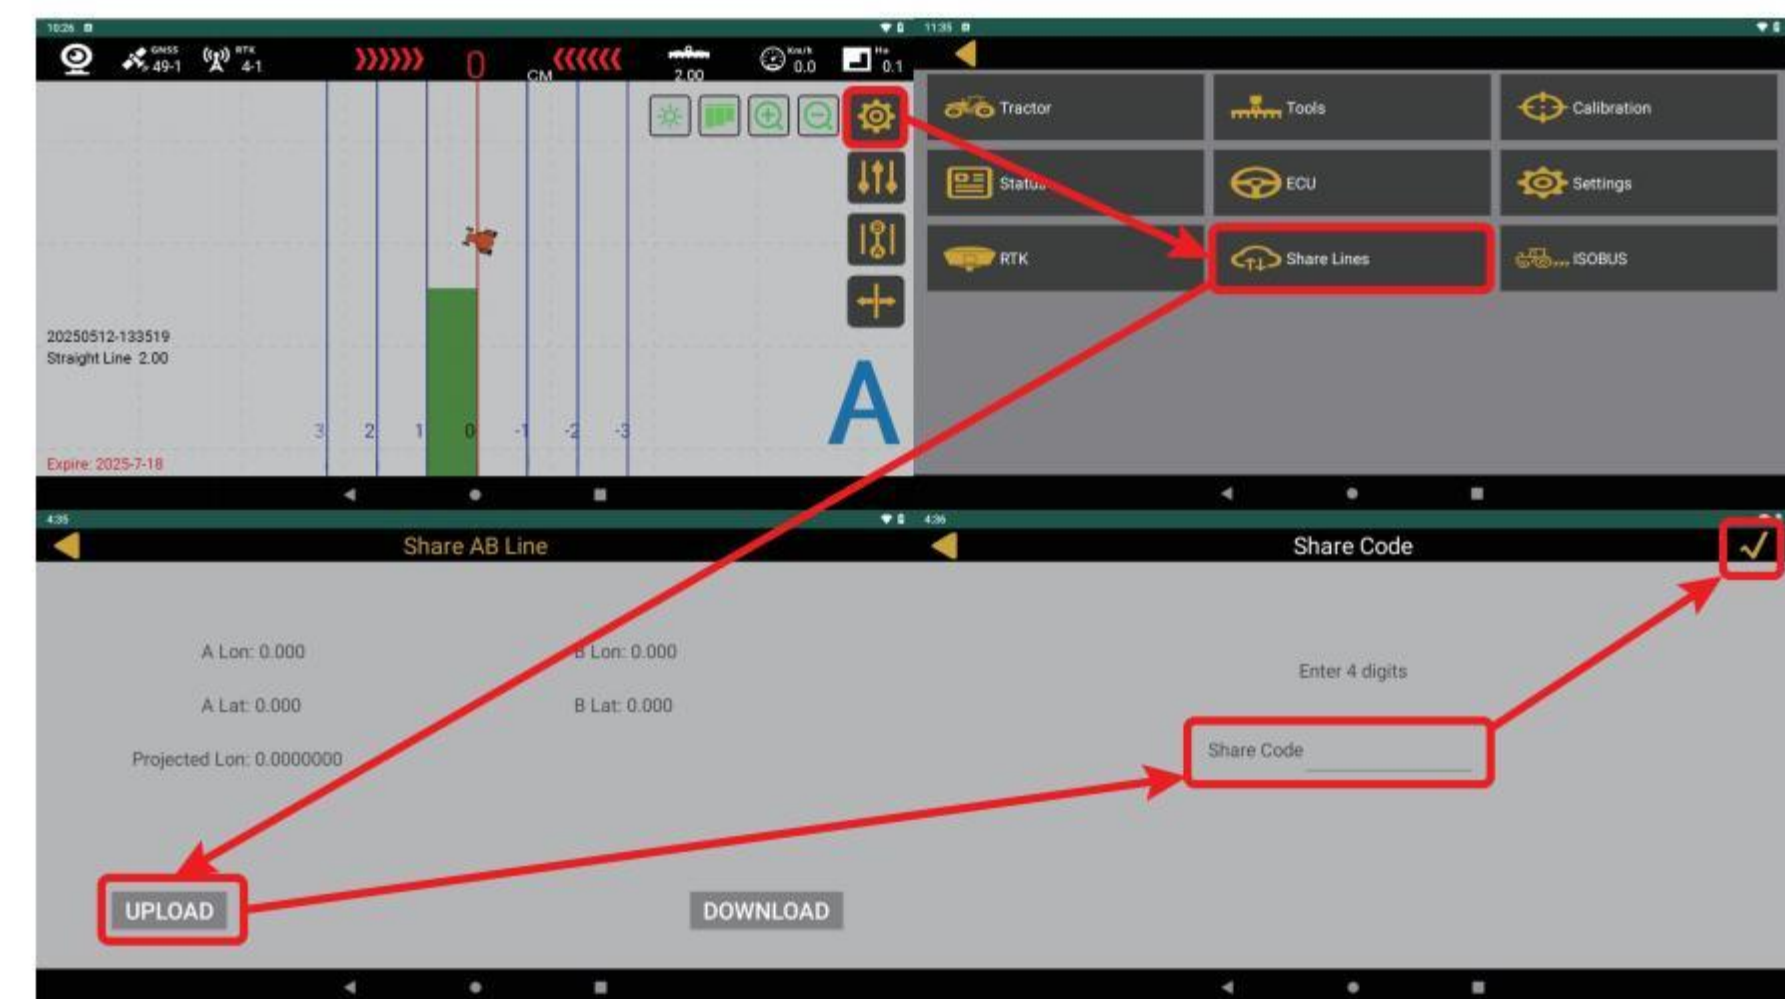 10:26
GNSS
49-1
RTK
4-1
0
CM
2.00
Km/h
0.0
Ha
0.1
20250512-133519
Straight Line 2.00
3 2 1 0 -1 -2 -3
A
Expire: 2025-7-18
11:35
Tractor
Tools
Calibration
Status
ECU
Settings
RTK
Share Lines
ISOBUS
4:35
Share AB Line
A Lon: 0.000
B Lon: 0.000
A Lat: 0.000
B Lat: 0.000
Projected Lon: 0.0000000
UPLOAD
DOWNLOAD
4:36
Share Code
Enter 4 digits
Share Code